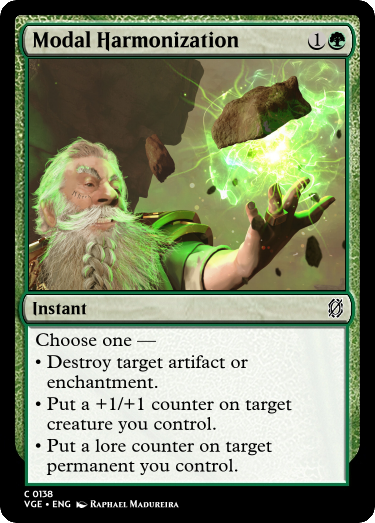 Modal Harmonization 1
Instant
Choose one —
• Destroy target artifact or
enchantment.
• Put a +1/+1 counter on target
creature you control.
• Put a lore counter on target
permanent you control.
C 0138
VGE • ENG Raphael Madureira